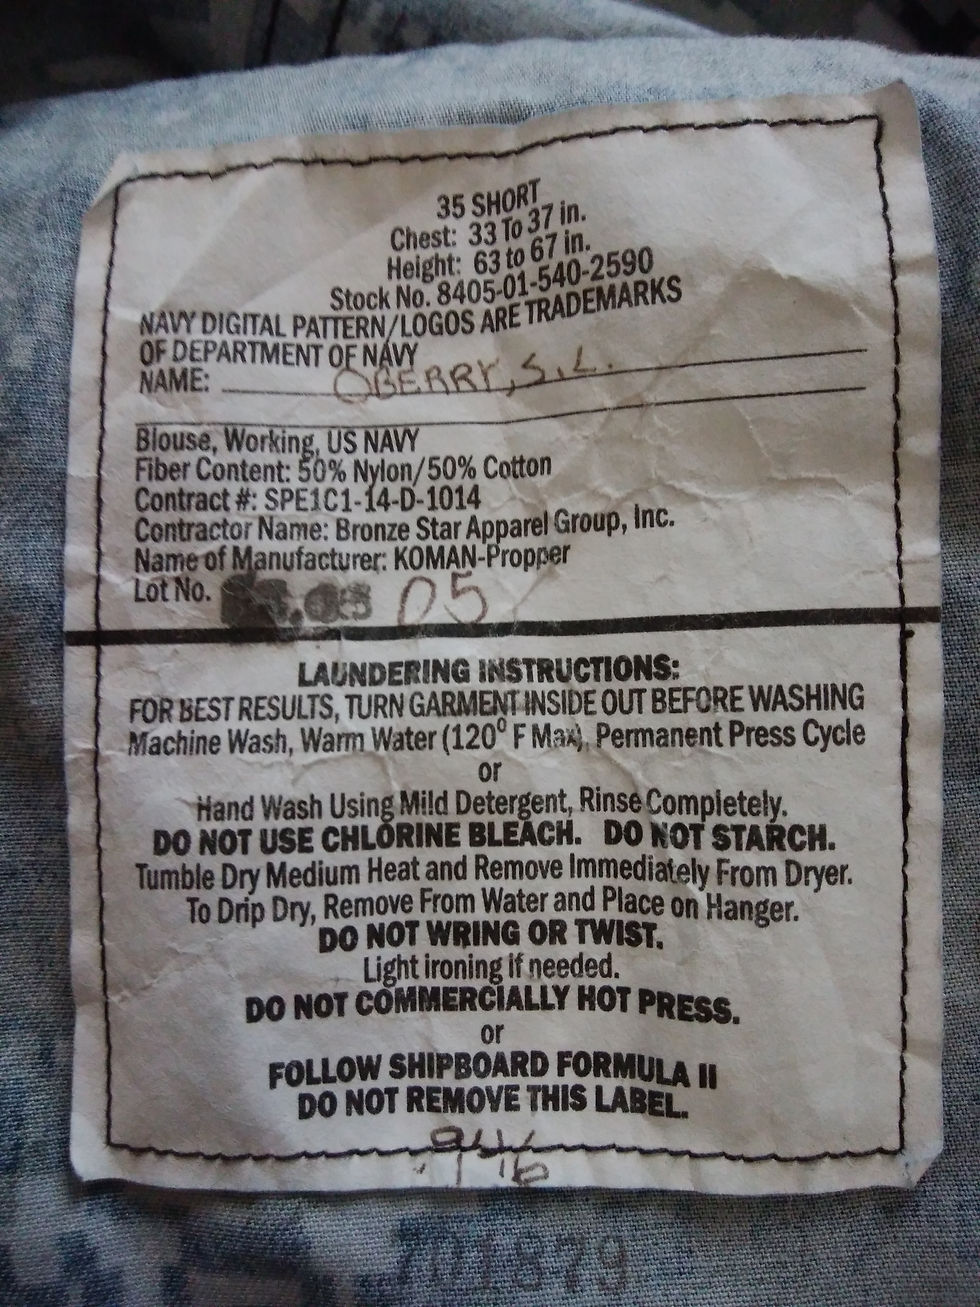 35 SHORT
Chest: 33 To 37 in.
Height: 63 to 67 in.
Stock No. 8405-01-540-2590
NAVY DIGITAL PATTERN/LOGOS ARE TRADEMARKS
OF DEPARTMENT OF NAVY
NAME: OBERRY, S.L.
Blouse, Working, US NAVY
Fiber Content: 50% Nylon/50% Cotton
Contract #: SPE1C1-14-D-1014
Contractor Name: Bronze Star Apparel Group, Inc.
Name of Manufacturer: KOMAN-Propper
Lot No. 05
LAUNDERING INSTRUCTIONS:
FOR BEST RESULTS, TURN GARMENT INSIDE OUT BEFORE WASHING
Machine Wash, Warm Water (120° F Max), Permanent Press Cycle
or
Hand Wash Using Mild Detergent, Rinse Completely.
DO NOT USE CHLORINE BLEACH. DO NOT STARCH.
Tumble Dry Medium Heat and Remove Immediately From Dryer.
To Drip Dry, Remove From Water and Place on Hanger.
DO NOT WRING OR TWIST.
Light ironing if needed.
DO NOT COMMERCIALLY HOT PRESS.
or
FOLLOW SHIPBOARD FORMULA II
DO NOT REMOVE THIS LABEL.